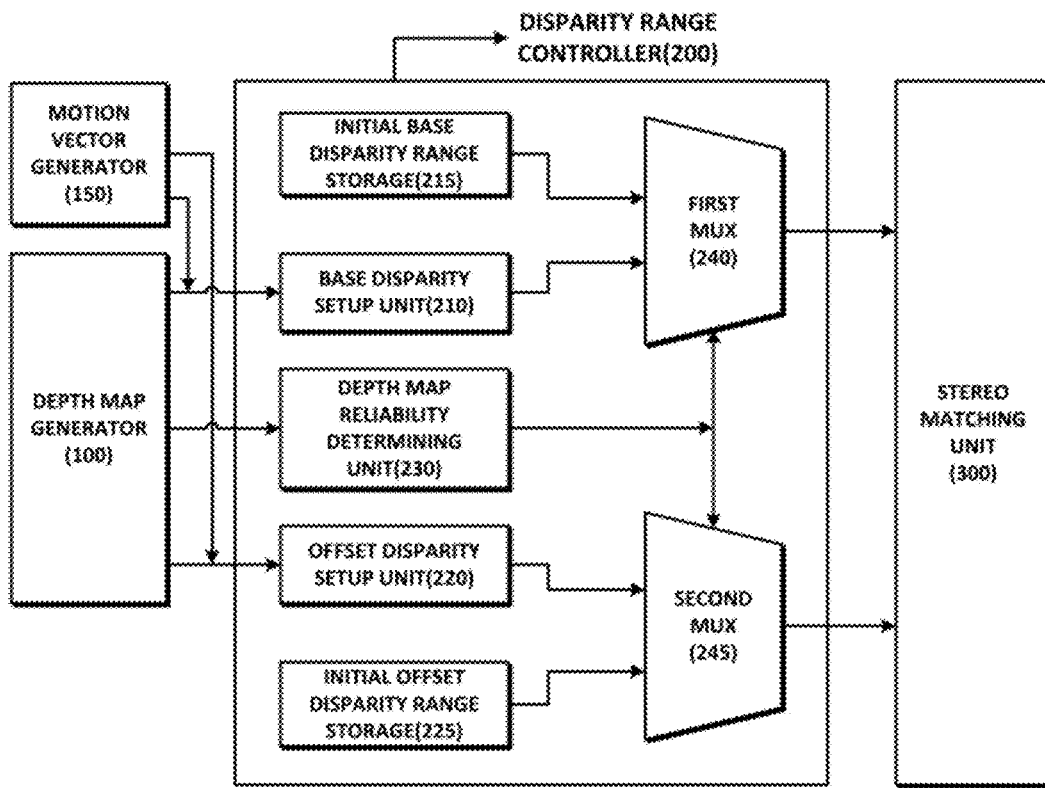 DISPARITY RANGE
CONTROLLER(200)
MOTION
VECTOR
GENERATOR
(150)
INITIAL BASE
DISPARITY RANGE
STORAGE(215)
FIRST
MUX
(240)
BASE DISPARITY
SETUP UNIT(210)
DEPTH MAP
GENERATOR
(100)
DEPTH MAP
RELIABILITY
DETERMINING
UNIT(230)
STEREO
MATCHING
UNIT
(300)
OFFSET DISPARITY
SETUP UNIT(220)
SECOND
MUX
(245)
INITIAL OFFSET
DISPARITY RANGE
STORAGE(225)